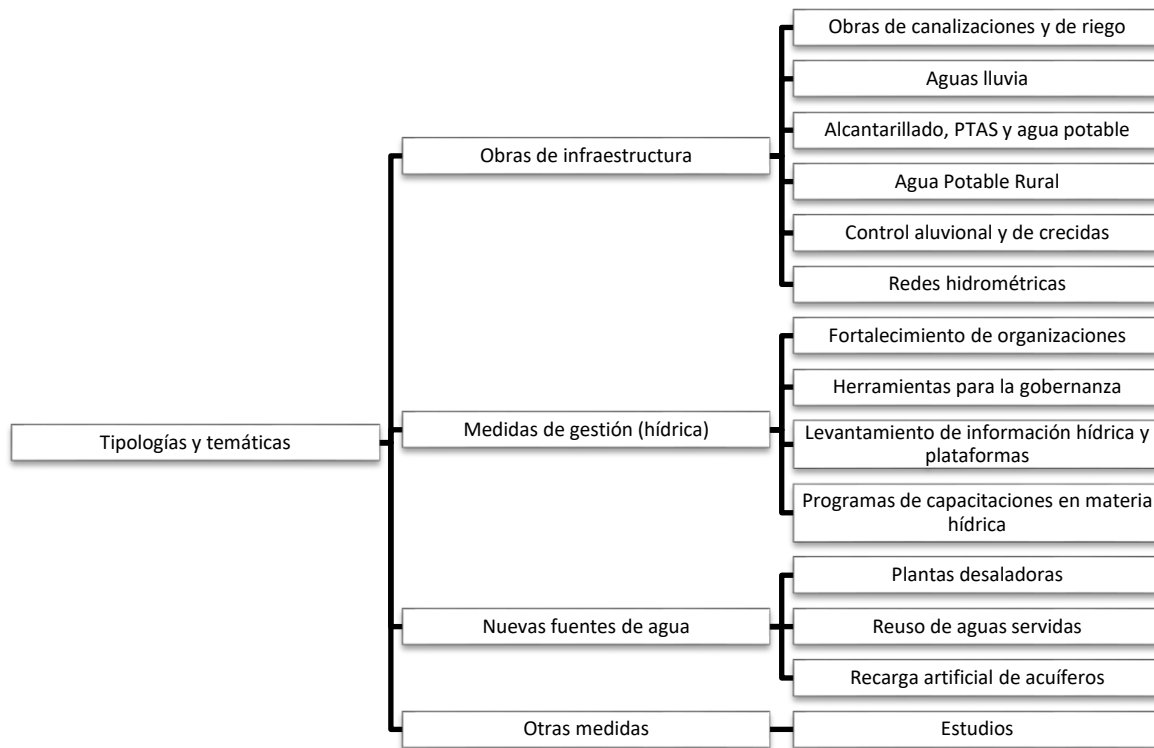 Tipologías y temáticas
Obras de infraestructura
Obras de canalizaciones y de riego
Aguas lluvia
Alcantarillado, PTAS y agua potable
Agua Potable Rural
Control aluvional y de crecidas
Redes hidrométricas
Medidas de gestión (hídrica)
Fortalecimiento de organizaciones
Herramientas para la gobernanza
Levantamiento de información hídrica y
plataformas
Programas de capacitaciones en materia
hídrica
Nuevas fuentes de agua
Plantas desaladoras
Reuso de aguas servidas
Recarga artificial de acuíferos
Otras medidas
Estudios